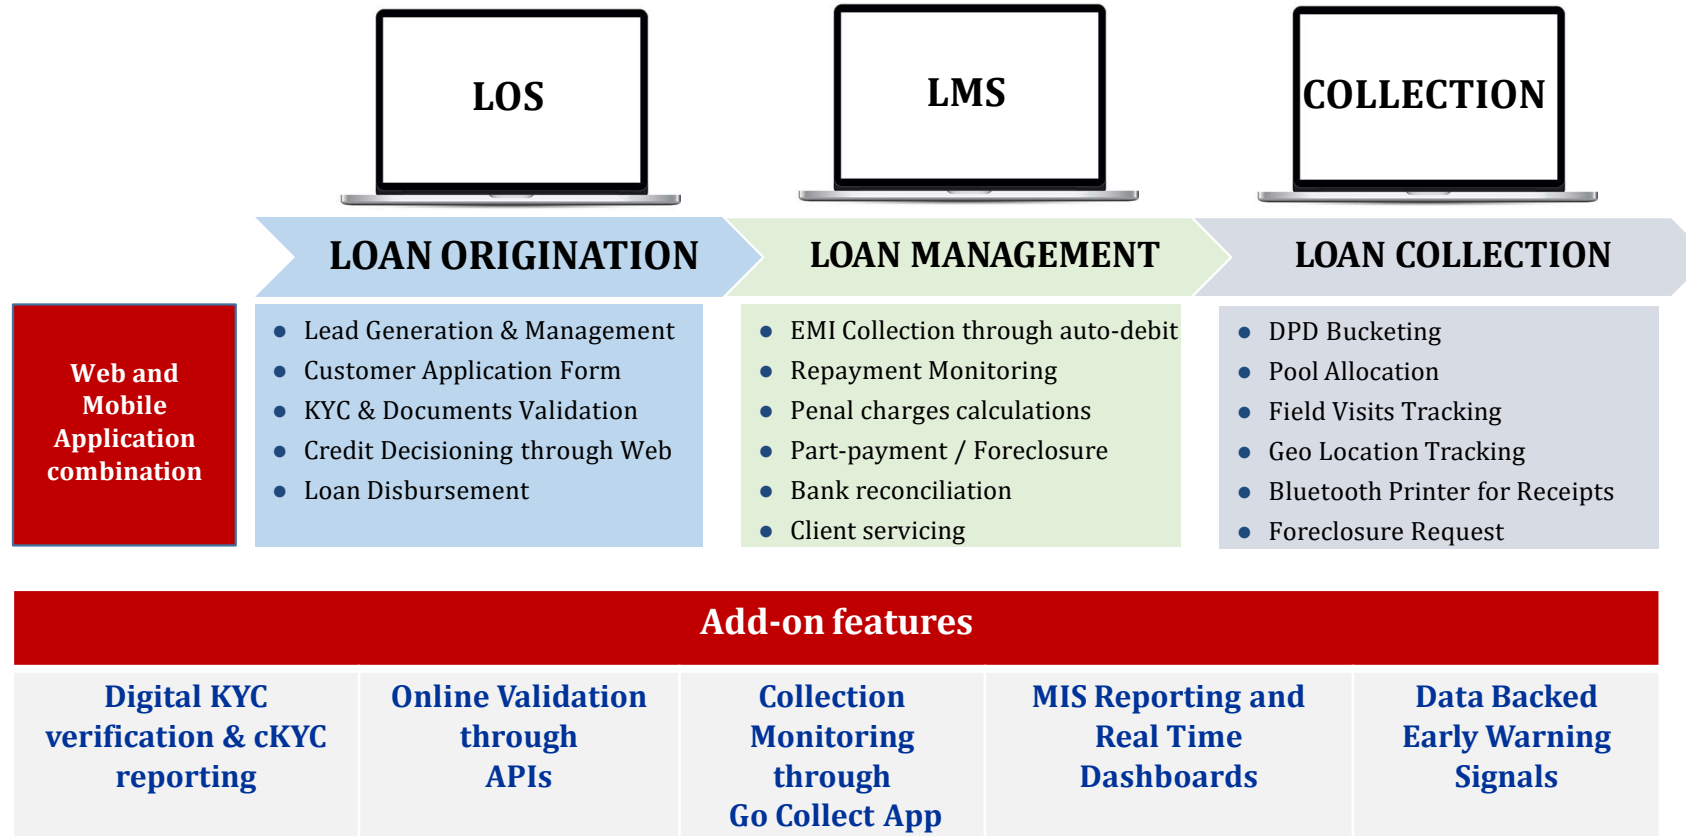 LOS
LMS
COLLECTION
LOAN ORIGINATION
LOAN MANAGEMENT
LOAN COLLECTION
Web and
Mobile
Application
combination
● Lead Generation & Management
● Customer Application Form
● KYC & Documents Validation
● Credit Decisioning through Web
● Loan Disbursement
● EMI Collection through auto-debit
● Repayment Monitoring
● Penal charges calculations
● Part-payment / Foreclosure
● Bank reconciliation
● Client servicing
● DPD Bucketing
● Pool Allocation
● Field Visits Tracking
● Geo Location Tracking
● Bluetooth Printer for Receipts
● Foreclosure Request
Add-on features
Digital KYC
verification & cKYC
reporting
Online Validation
through
APIs
Collection
Monitoring
through
Go Collect App
MIS Reporting and
Real Time
Dashboards
Data Backed
Early Warning
Signals